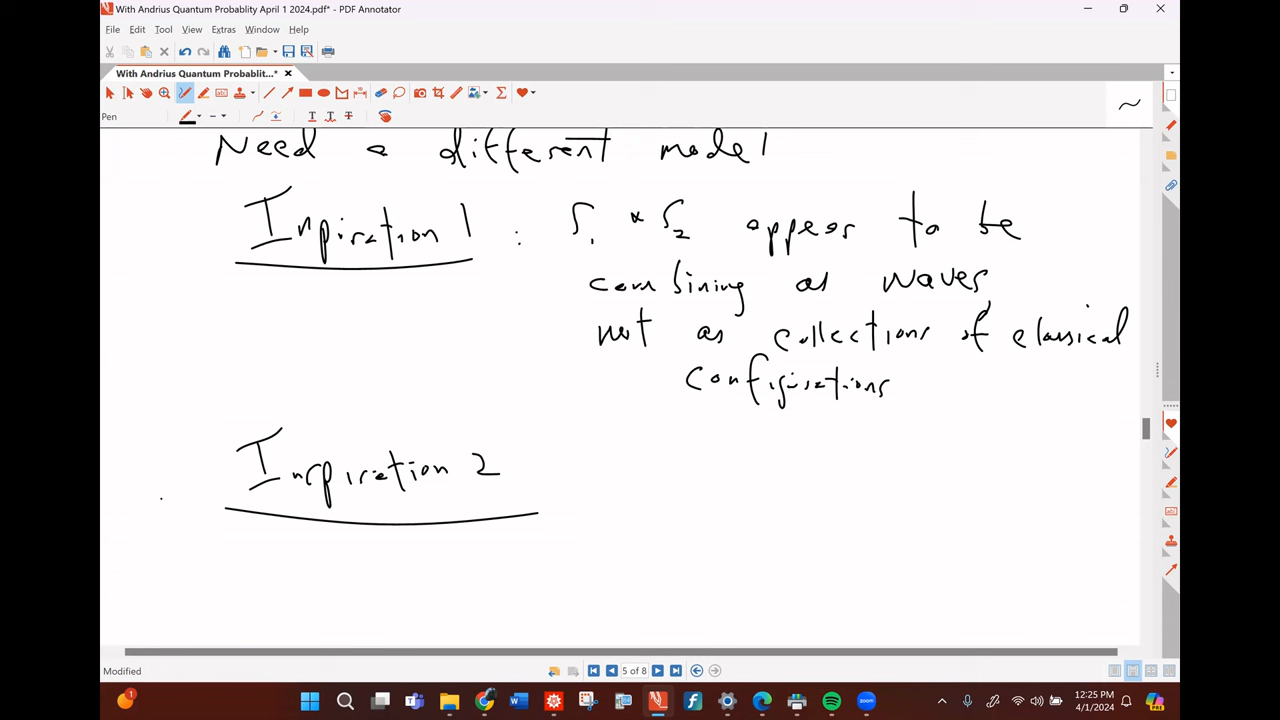 With Andrius Quantum Probablity April 1 2024.pdf* - PDF Annotator
File Edit Tool View Extras Window Help
With Andrius Quantum Probablit...*
Pen
Need a different model
Inpiration 1 : S1 * S2 appear to be
combining as waves
not as collections of classical
configurations
Inspiration 2
Modified
5 of 8
12:25 PM
4/1/2024